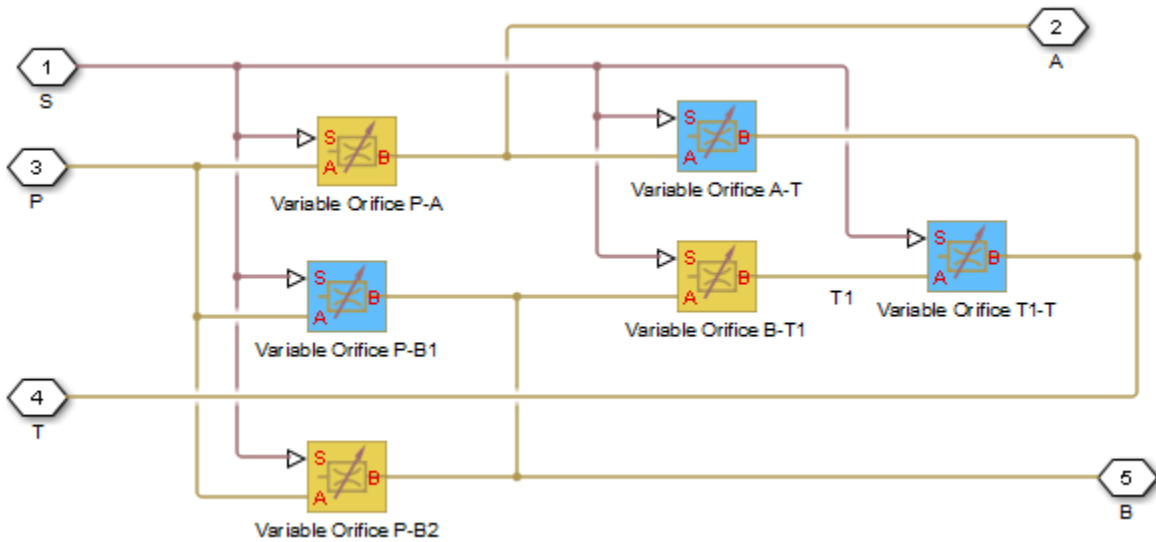 2
A
1
S
S
A
B
Variable Orifice P-A
S
A
B
Variable Orifice A-T
3
P
S
A
B
Variable Orifice P-B1
S
A
B
Variable Orifice B-T1
T1
S
A
B
Variable Orifice T1-T
4
T
S
A
B
Variable Orifice P-B2
5
B